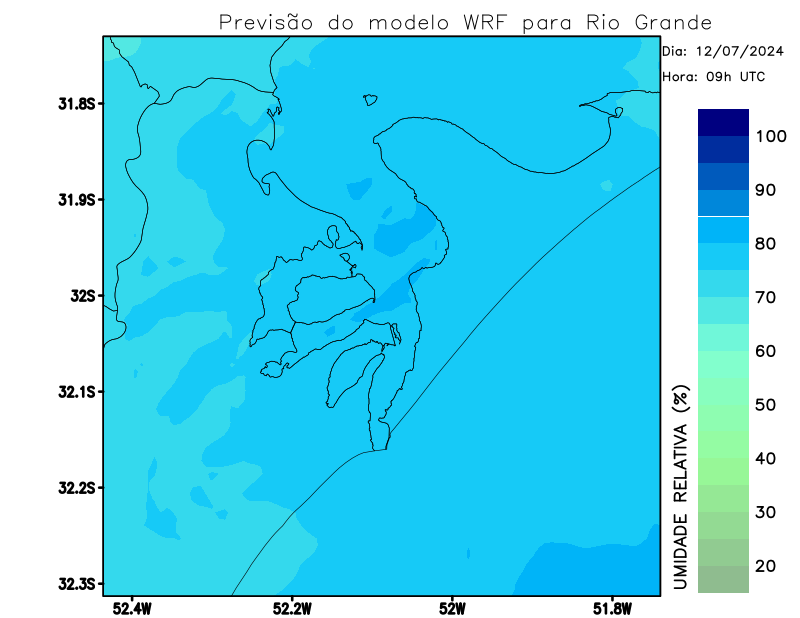 Previsão do modelo WRF para Rio Grande
Dia: 12/07/2024
Hora: 09h UTC
31.8S
31.9S
32S
32.1S
32.2S
32.3S
52.4W
52.2W
52W
51.8W
UMIDADE RELATIVA (%)
100
90
80
70
60
50
40
30
20